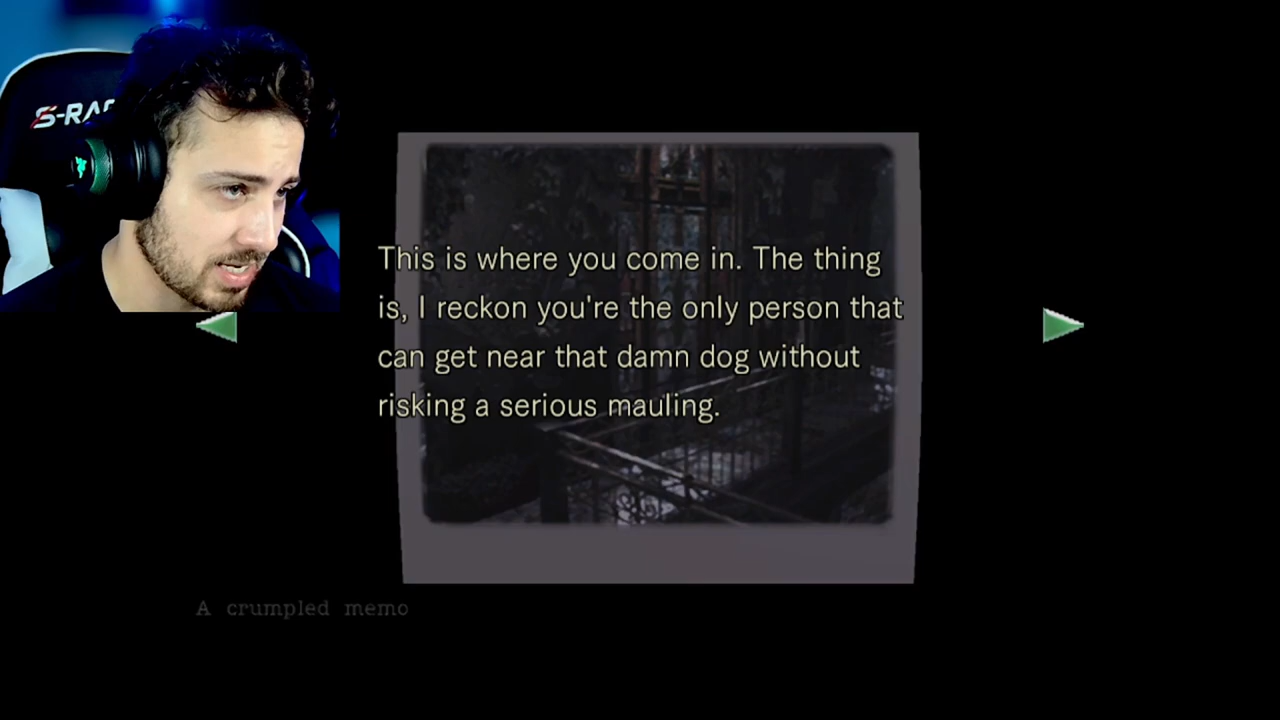 S-RAC
This is where you come in. The thing
is, I reckon you're the only person that
can get near that damn dog without
risking a serious mauling.
A crumpled memo